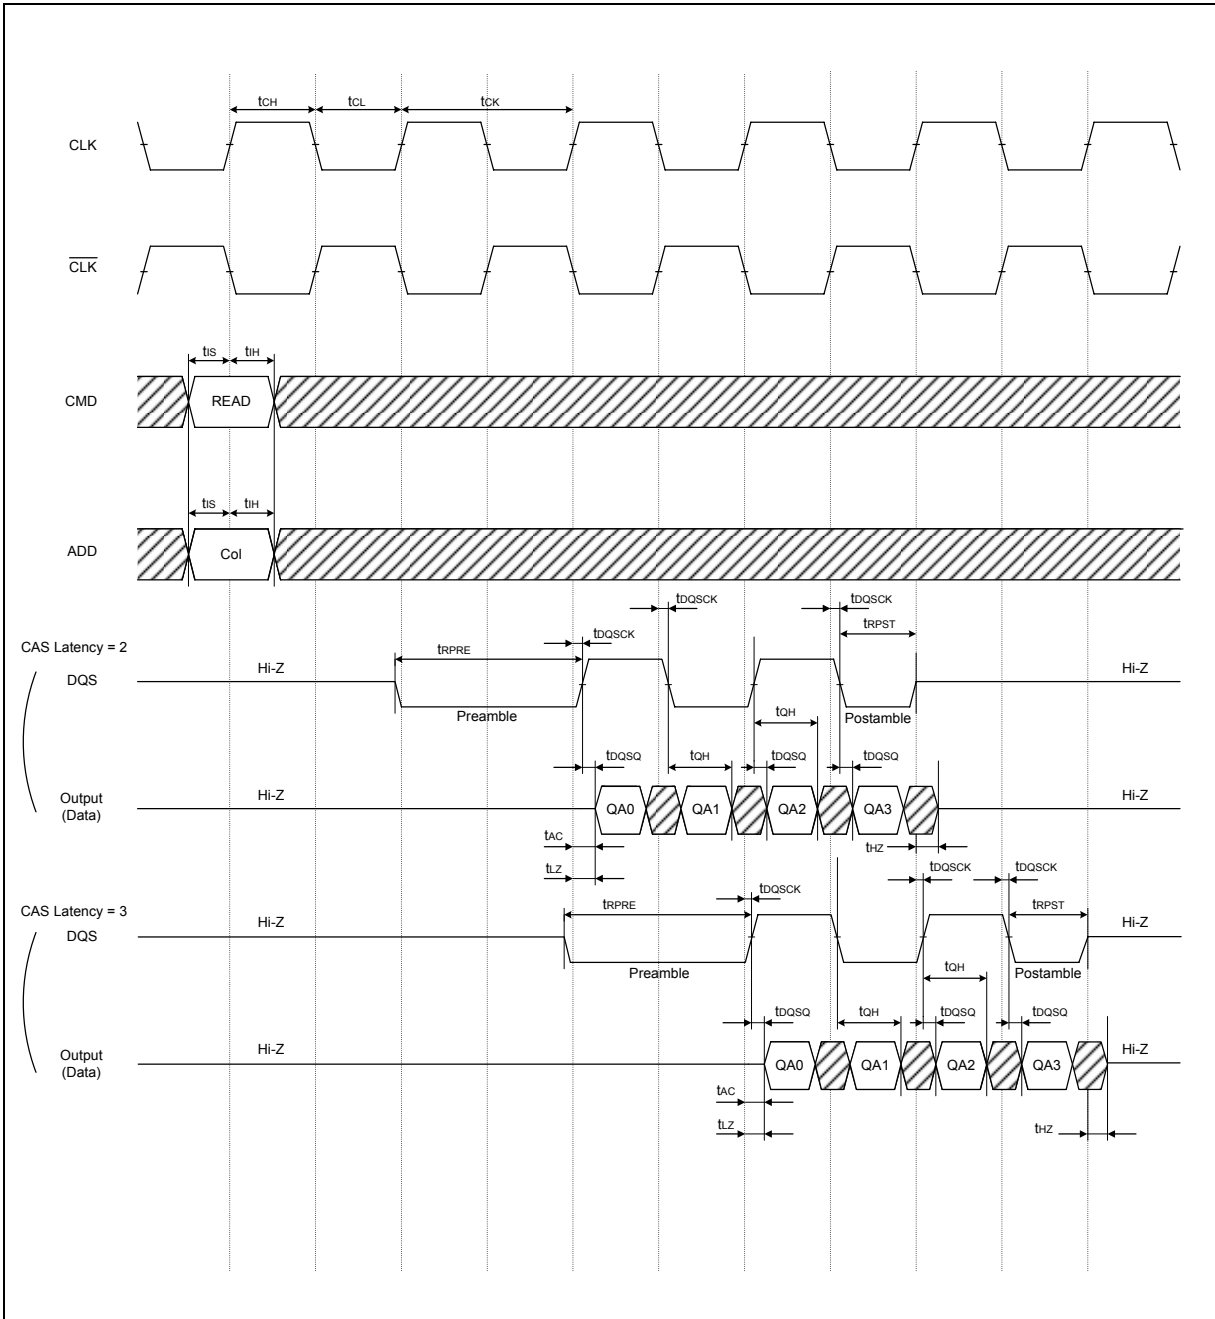 tCH tCL tCK
CLK
CLK
tIS tIH
CMD READ
tIS tIH
ADD Col
tDQSCK tDQSCK
tRPST
CAS Latency = 2 tDQSCK
tRPRE
DQS Hi-Z Hi-Z
Preamble Postamble
tQH
tDQSQ tQH tDQSQ tDQSQ
Output
(Data) Hi-Z QA0 QA1 QA2 QA3 Hi-Z
tAC tHZ
tLZ
tDQSCK tDQSCK tDQSCK
CAS Latency = 3 tRPRE tRPST
DQS Hi-Z Hi-Z
Preamble Postamble
tQH
tDQSQ tQH tDQSQ tDQSQ
Output
(Data) Hi-Z QA0 QA1 QA2 QA3 Hi-Z
tAC
tLZ tHZ